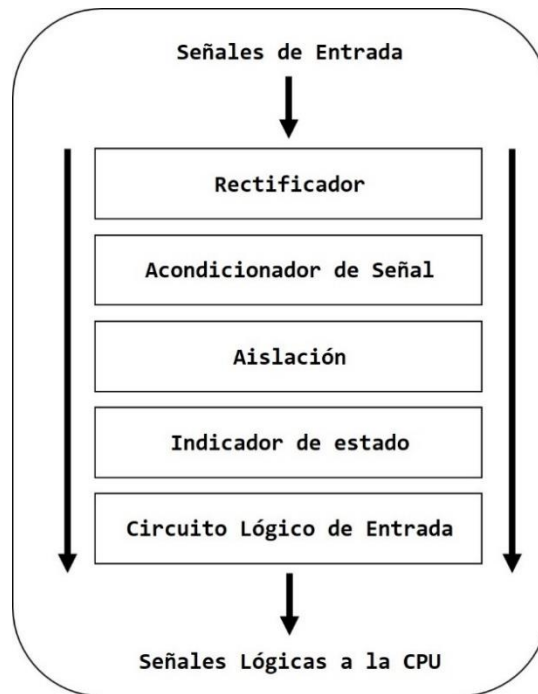 Señales de Entrada
Rectificador
Acondicionador de Señal
Aislación
Indicador de estado
Circuito Lógico de Entrada
Señales Lógicas a la CPU